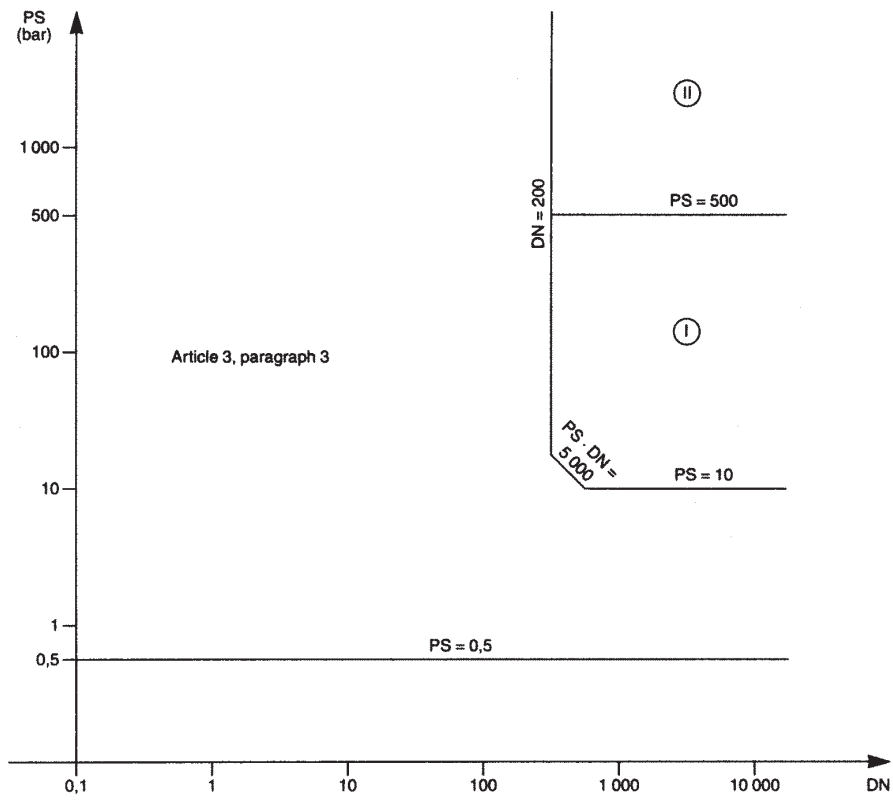 PS
(bar)
II
1 000
DN = 200
PS = 500
500
I
100
Article 3, paragraph 3
PS · DN =
5 000
PS = 10
10
1
PS = 0,5
0,5
0,1
1
10
100
1 000
10 000
DN